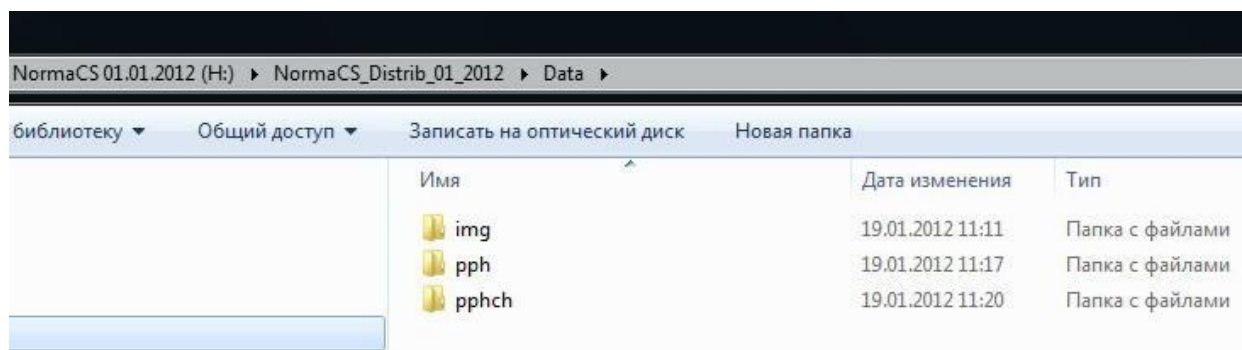 NormaCS 01.01.2012 (H:) ▸ NormaCS_Distrib_01_2012 ▸ Data ▸
библиотеку ▾ Общий доступ ▾ Записать на оптический диск Новая папка
Имя Дата изменения Тип
img 19.01.2012 11:11 Папка с файлами
pph 19.01.2012 11:17 Папка с файлами
pphch 19.01.2012 11:20 Папка с файлами